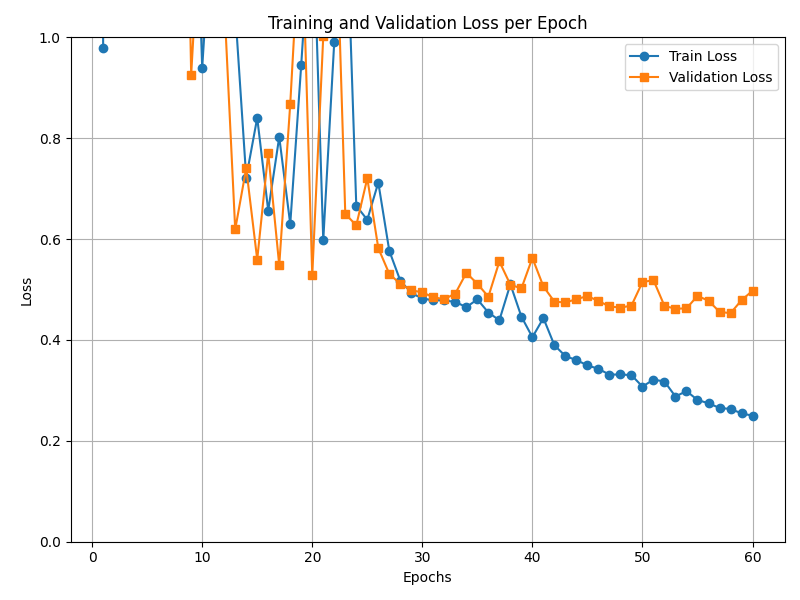 Training and Validation Loss per Epoch
Train Loss
Validation Loss
1.0
0.8
0.6
0.4
0.2
0.0
Loss
0 10 20 30 40 50 60
Epochs